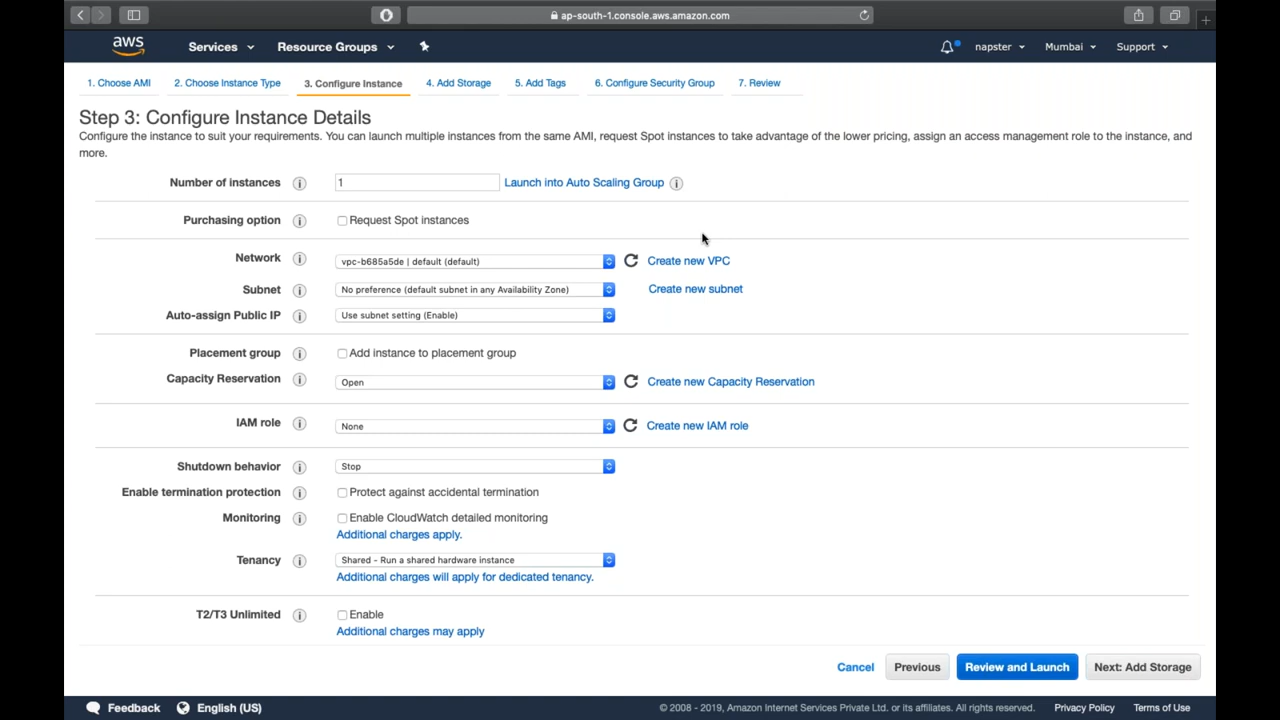 ap-south-1.console.aws.amazon.com
aws
Services
Resource Groups
napster
Mumbai
Support
1. Choose AMI
2. Choose Instance Type
3. Configure Instance
4. Add Storage
5. Add Tags
6. Configure Security Group
7. Review
Step 3: Configure Instance Details
Configure the instance to suit your requirements. You can launch multiple instances from the same AMI, request Spot instances to take advantage of the lower pricing, assign an access management role to the instance, and
more.
Number of instances
1
Launch into Auto Scaling Group
Purchasing option
Request Spot instances
Network
vpc-b685a5de | default (default)
Create new VPC
Subnet
No preference (default subnet in any Availability Zone)
Create new subnet
Auto-assign Public IP
Use subnet setting (Enable)
Placement group
Add instance to placement group
Capacity Reservation
Open
Create new Capacity Reservation
IAM role
None
Create new IAM role
Shutdown behavior
Stop
Enable termination protection
Protect against accidental termination
Monitoring
Enable CloudWatch detailed monitoring
Additional charges apply.
Tenancy
Shared - Run a shared hardware instance
Additional charges will apply for dedicated tenancy.
T2/T3 Unlimited
Enable
Additional charges may apply
Cancel
Previous
Review and Launch
Next: Add Storage
Feedback
English (US)
© 2008 - 2019, Amazon Internet Services Private Ltd. or its affiliates. All rights reserved.
Privacy Policy
Terms of Use